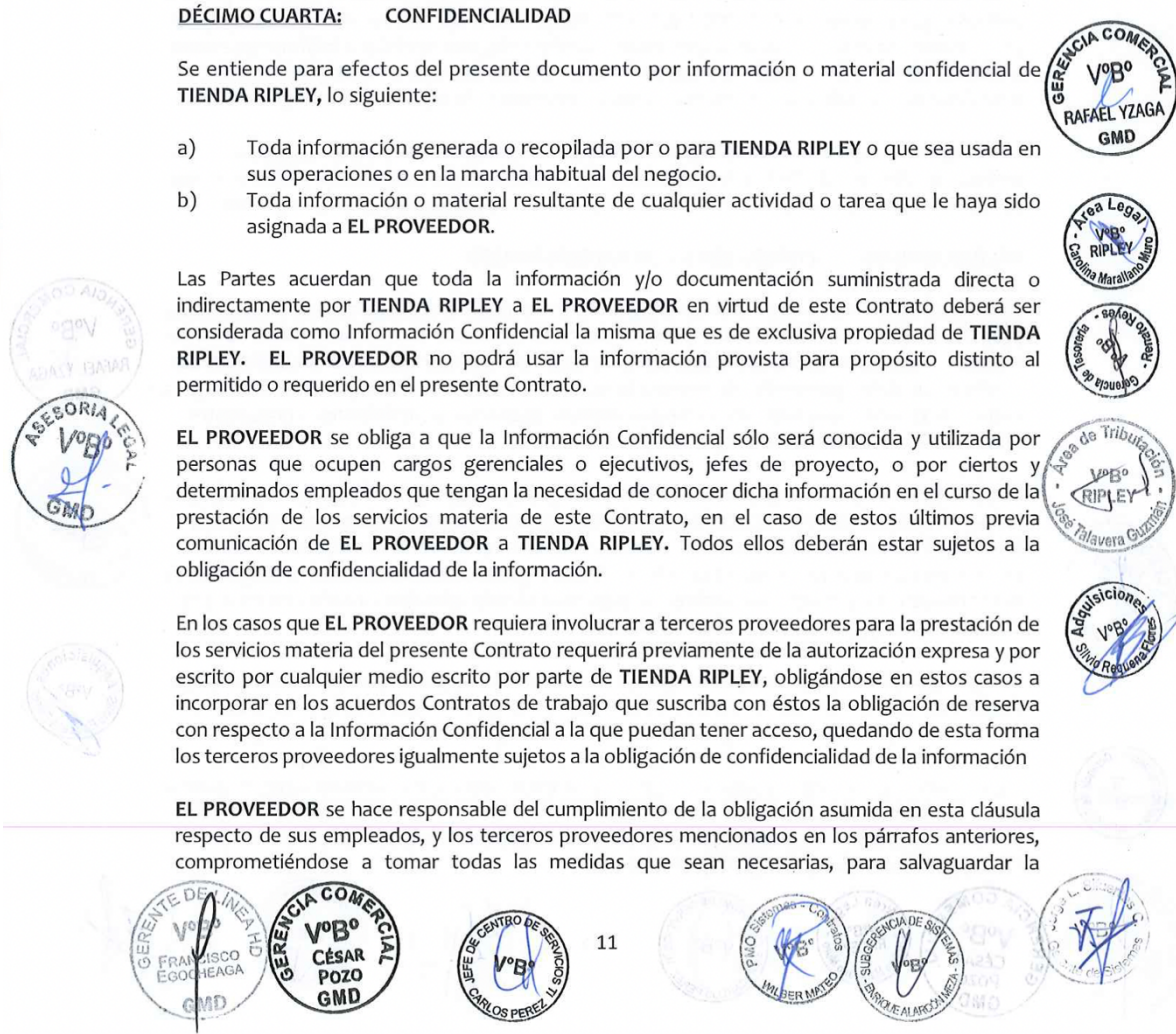 DÉCIMO CUARTA: CONFIDENCIALIDAD
Se entiende para efectos del presente documento por información o material confidencial de
TIENDA RIPLEY, lo siguiente:
a) Toda información generada o recopilada por o para TIENDA RIPLEY o que sea usada en
sus operaciones o en la marcha habitual del negocio.
b) Toda información o material resultante de cualquier actividad o tarea que le haya sido
asignada a EL PROVEEDOR.
Las Partes acuerdan que toda la información y/o documentación suministrada directa o
indirectamente por TIENDA RIPLEY a EL PROVEEDOR en virtud de este Contrato deberá ser
considerada como Información Confidencial la misma que es de exclusiva propiedad de TIENDA
RIPLEY. EL PROVEEDOR no podrá usar la información provista para propósito distinto al
permitido o requerido en el presente Contrato.
EL PROVEEDOR se obliga a que la Información Confidencial sólo será conocida y utilizada por
personas que ocupen cargos gerenciales o ejecutivos, jefes de proyecto, o por ciertos y
determinados empleados que tengan la necesidad de conocer dicha información en el curso de la
prestación de los servicios materia de este Contrato, en el caso de estos últimos previa
comunicación de EL PROVEEDOR a TIENDA RIPLEY. Todos ellos deberán estar sujetos a la
obligación de confidencialidad de la información.
En los casos que EL PROVEEDOR requiera involucrar a terceros proveedores para la prestación de
los servicios materia del presente Contrato requerirá previamente de la autorización expresa y por
escrito por cualquier medio escrito por parte de TIENDA RIPLEY, obligándose en estos casos a
incorporar en los acuerdos Contratos de trabajo que suscriba con éstos la obligación de reserva
con respecto a la Información Confidencial a la que puedan tener acceso, quedando de esta forma
los terceros proveedores igualmente sujetos a la obligación de confidencialidad de la información
EL PROVEEDOR se hace responsable del cumplimiento de la obligación asumida en esta cláusula
respecto de sus empleados, y los terceros proveedores mencionados en los párrafos anteriores,
comprometiéndose a tomar todas las medidas que sean necesarias, para salvaguardar la
11
GERENCIA COMERCIAL
VºBº
RAFAEL YZAGA
GMD
Área Legal
VºBº
RIPLEY
Carolina Marallano Muro
Gerencia de Tesorería
VºBº
Renato Reyes
Área de Tributación
VºBº
RIPLEY
José Talavera Guzmán
Adquisiciones
VºBº
Silvio Requena Flores
ASESORIA LEGAL
VºBº
GMD
GERENTE DE LINEA HD
VºBº
FRANCISCO
EGOCHEAGA
GMD
GERENCIA COMERCIAL
VºBº
CÉSAR
POZO
GMD
JEFE DE CENTRO DE SERVICIOS TI
VºBº
CARLOS PEREZ
PMO Sistemas - Contratos
VºBº
WILBER MATEO
SUBGERENCIA DE SISTEMAS
VºBº
ENRIQUE ALARCÓN MEZA